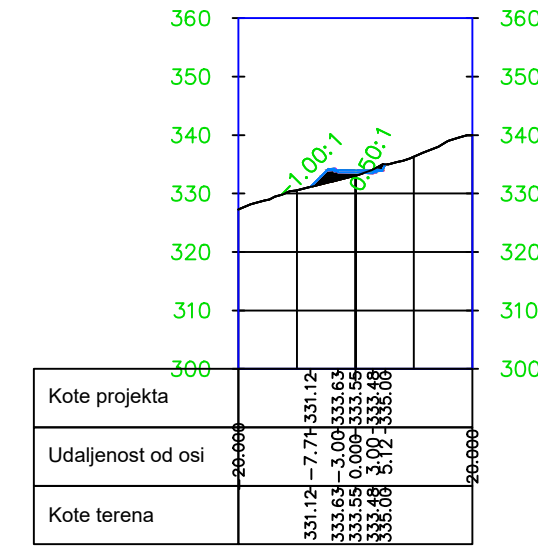 360 360
350 350
340 340
-1.00:1 0.50:1
330 330
320 320
310 310
300 300
Kote projekta 331.12 333.63 333.55 333.48 335.00
Udaljenost od osi 20.000 -7.71 -3.00 0.000 3.00 5.12 20.000
Kote terena 331.12 333.63 333.55 333.48 335.00